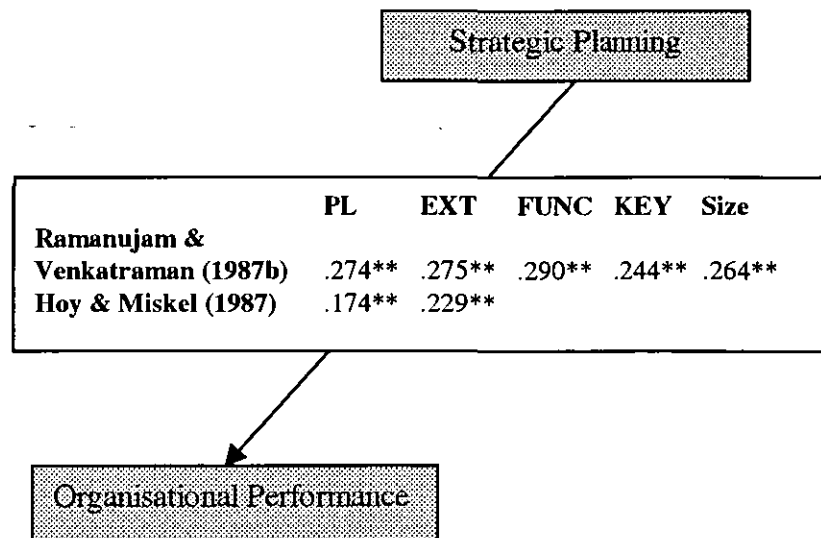 Strategic Planning
PL EXT FUNC KEY Size
Ramanujam &
Venkatraman (1987b) .274** .275** .290** .244** .264**
Hoy & Miskel (1987) .174** .229**
Organisational Performance